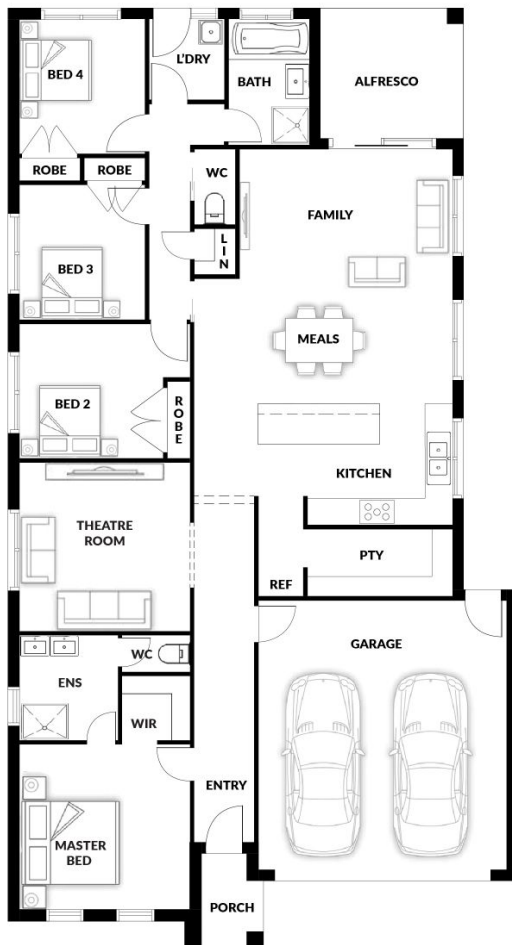 L'DRY
BED 4
BATH
ALFRESCO
ROBE
ROBE
WC
FAMILY
LIN
BED 3
MEALS
BED 2
ROBE
KITCHEN
THEATRE
ROOM
PTY
REF
WC
GARAGE
ENS
WIR
ENTRY
MASTER
BED
PORCH